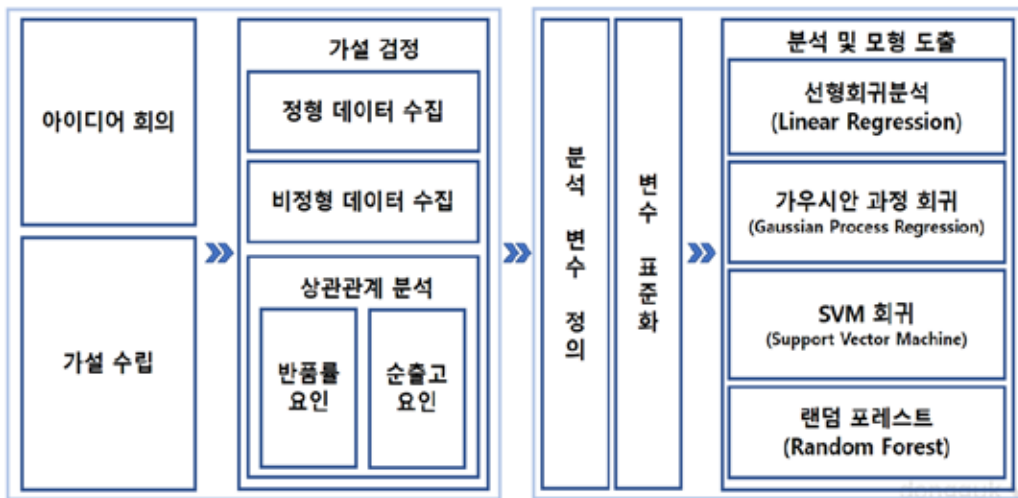 아이디어 회의
가설 수립
가설 검정
정형 데이터 수집
비정형 데이터 수집
상관관계 분석
반품률
요인
순출고
요인
분석 변수 정의
변수 표준화
분석 및 모형 도출
선형회귀분석
(Linear Regression)
가우시안 과정 회귀
(Gaussian Process Regression)
SVM 회귀
(Support Vector Machine)
랜덤 포레스트
(Random Forest)